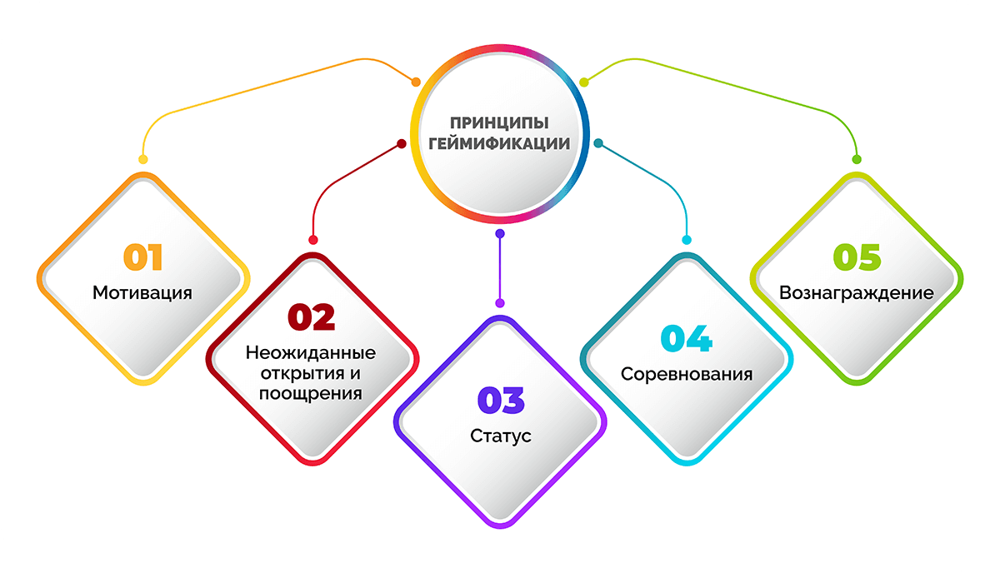 ПРИНЦИПЫ
ГЕЙМИФИКАЦИИ
01
Мотивация
02
Неожиданные
открытия и
поощрения
03
Статус
04
Соревнования
05
Вознаграждение